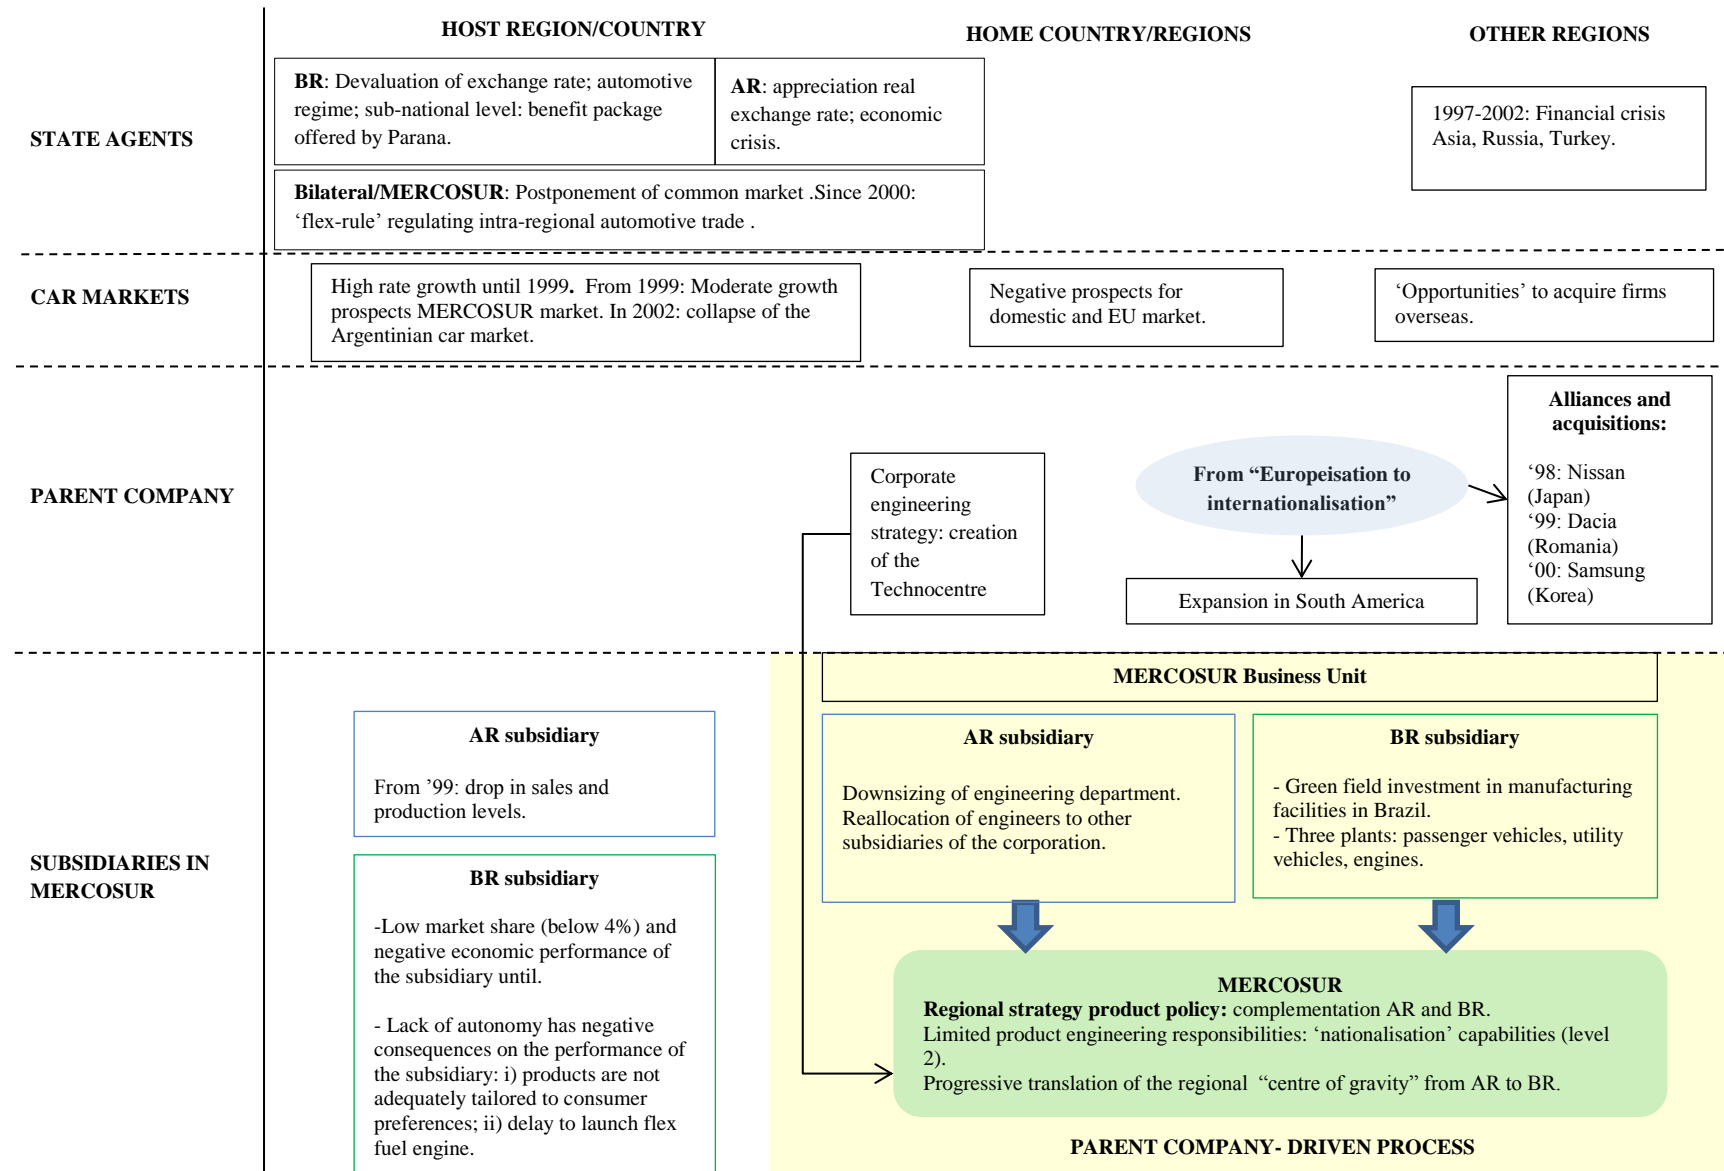 HOST REGION/COUNTRY
HOME COUNTRY/REGIONS
OTHER REGIONS
STATE AGENTS
BR: Devaluation of exchange rate; automotive
regime; sub-national level: benefit package
offered by Parana.
AR: appreciation real
exchange rate; economic
crisis.
1997-2002: Financial crisis
Asia, Russia, Turkey.
Bilateral/MERCOSUR: Postponement of common market .Since 2000:
‘flex-rule’ regulating intra-regional automotive trade .
CAR MARKETS
High rate growth until 1999. From 1999: Moderate growth
prospects MERCOSUR market. In 2002: collapse of the
Argentinian car market.
Negative prospects for
domestic and EU market.
‘Opportunities’ to acquire firms
overseas.
PARENT COMPANY
Corporate
engineering
strategy: creation
of the
Technocentre
From “Europeisation to
internationalisation”
Expansion in South America
Alliances and
acquisitions:
‘98: Nissan
(Japan)
‘99: Dacia
(Romania)
‘00: Samsung
(Korea)
SUBSIDIARIES IN
MERCOSUR
AR subsidiary
From ’99: drop in sales and
production levels.
BR subsidiary
-Low market share (below 4%) and
negative economic performance of
the subsidiary until.
- Lack of autonomy has negative
consequences on the performance of
the subsidiary: i) products are not
adequately tailored to consumer
preferences; ii) delay to launch flex
fuel engine.
MERCOSUR Business Unit
AR subsidiary
Downsizing of engineering department.
Reallocation of engineers to other
subsidiaries of the corporation.
BR subsidiary
- Green field investment in manufacturing
facilities in Brazil.
- Three plants: passenger vehicles, utility
vehicles, engines.
MERCOSUR
Regional strategy product policy: complementation AR and BR.
Limited product engineering responsibilities: ‘nationalisation’ capabilities (level
2).
Progressive translation of the regional “centre of gravity” from AR to BR.
PARENT COMPANY- DRIVEN PROCESS